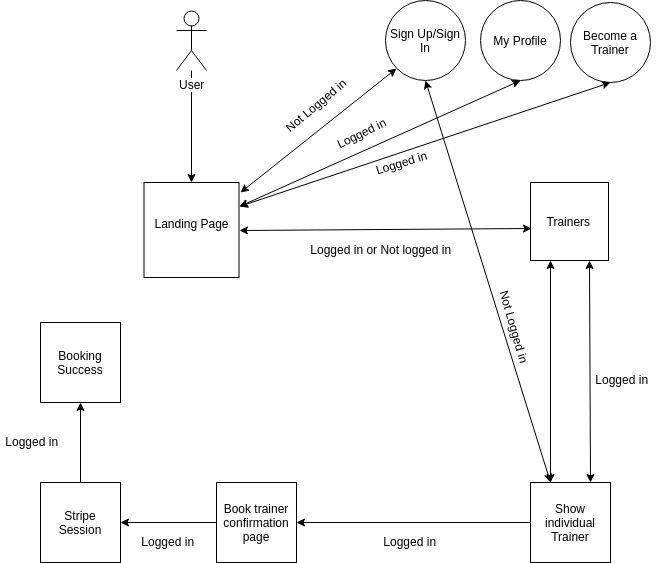 Sign Up/Sign
In
My Profile
Become a
Trainer
User
Not Logged in
Logged in
Logged in
Landing Page
Trainers
Logged in or Not logged in
Not Logged in
Booking
Success
Logged in
Logged in
Stripe
Session
Book trainer
confirmation
page
Show
individual
Trainer
Logged in
Logged in